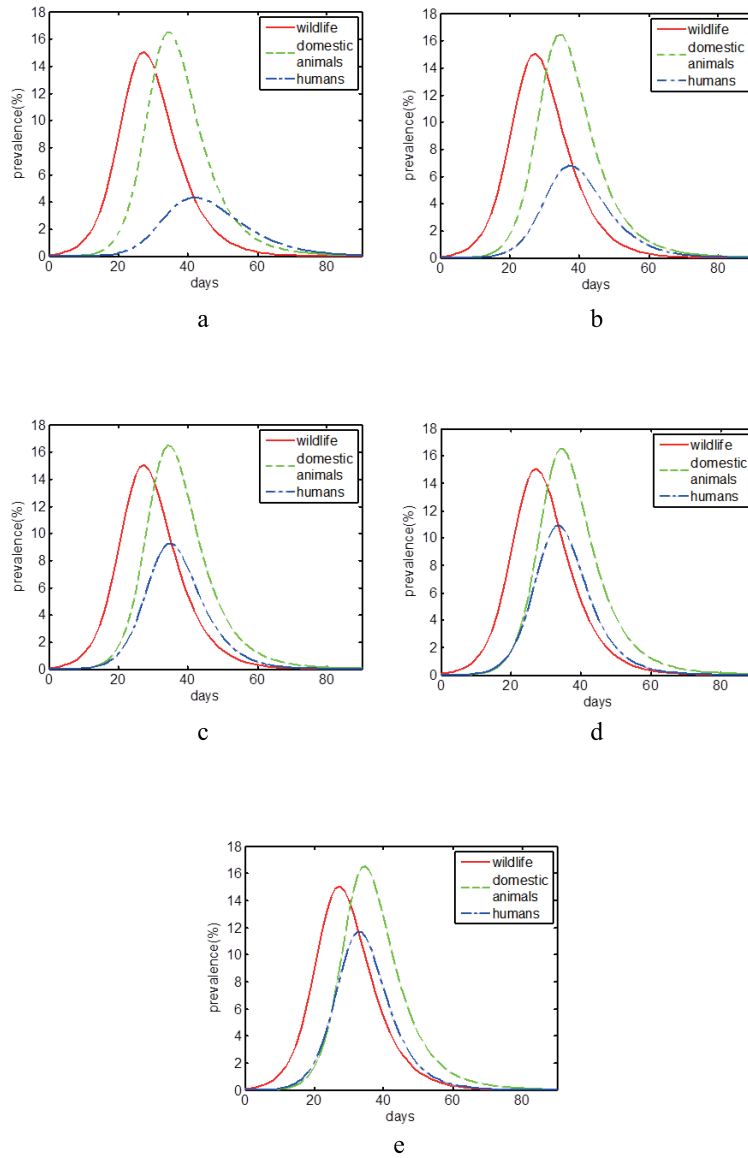 18
16
14
12
10
8
6
4
2
0
prevalence(%)
0 20 40 60 80
days
wildlife
domestic
animals
humans
a
18
16
14
12
10
8
6
4
2
0
prevalence(%)
0 20 40 60 80
days
wildlife
domestic
animals
humans
b
18
16
14
12
10
8
6
4
2
0
prevalence(%)
0 20 40 60 80
days
wildlife
domestic
animals
humans
c
18
16
14
12
10
8
6
4
2
0
prevalence(%)
0 20 40 60 80
days
wildlife
domestic
animals
humans
d
18
16
14
12
10
8
6
4
2
0
prevalence(%)
0 20 40 60 80
days
wildlife
domestic
animals
humans
e